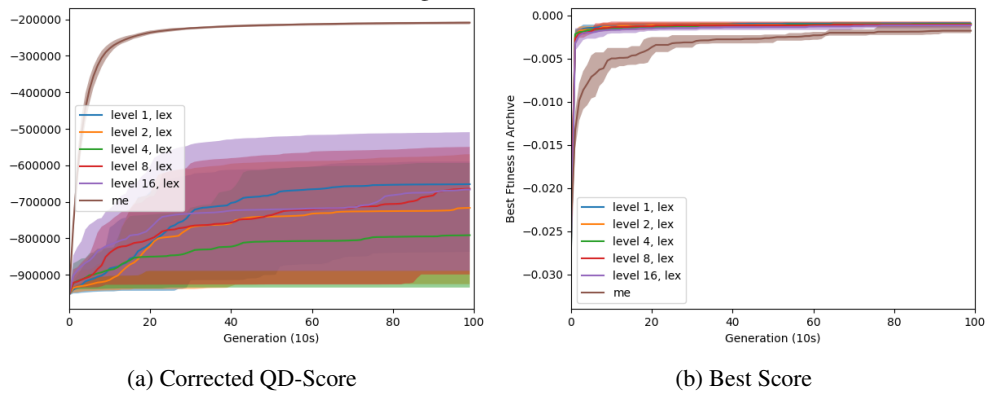 -200000
-300000
-400000
-500000
-600000
-700000
-800000
-900000
level 1, lex
level 2, lex
level 4, lex
level 8, lex
level 16, lex
me
0 20 40 60 80 100
Generation (10s)
(a) Corrected QD-Score
Best Ftiness in Archive
0.000
-0.005
-0.010
-0.015
-0.020
-0.025
-0.030
level 1, lex
level 2, lex
level 4, lex
level 8, lex
level 16, lex
me
0 20 40 60 80 100
Generation (10s)
(b) Best Score